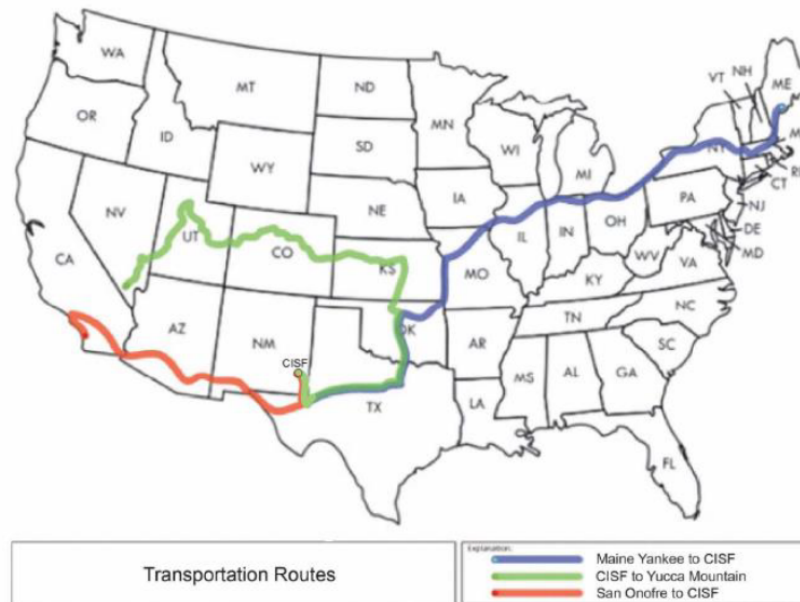 WA
MT
ND
MN
VT
NH
ME
OR
ID
SD
WI
MI
NY
M
WY
IA
PA
RI
CT
NJ
NV
NE
OH
DE
UT
IL
IN
MD
CO
WV
CA
KS
MO
VA
KY
NC
AZ
NM
OK
TN
AR
SC
CISF
MS
AL
GA
TX
LA
FL
Transportation Routes
Explanation:
Maine Yankee to CISF
CISF to Yucca Mountain
San Onofre to CISF